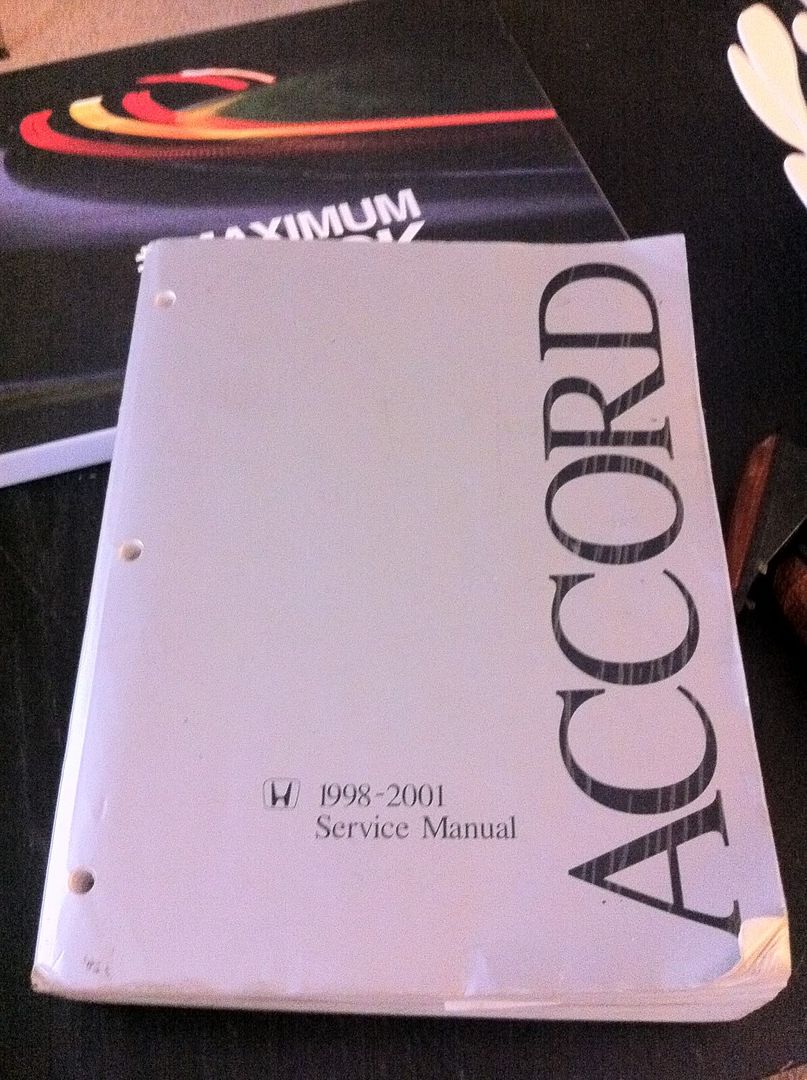 MAXIMUM
ACCORD
1998-2001
Service Manual